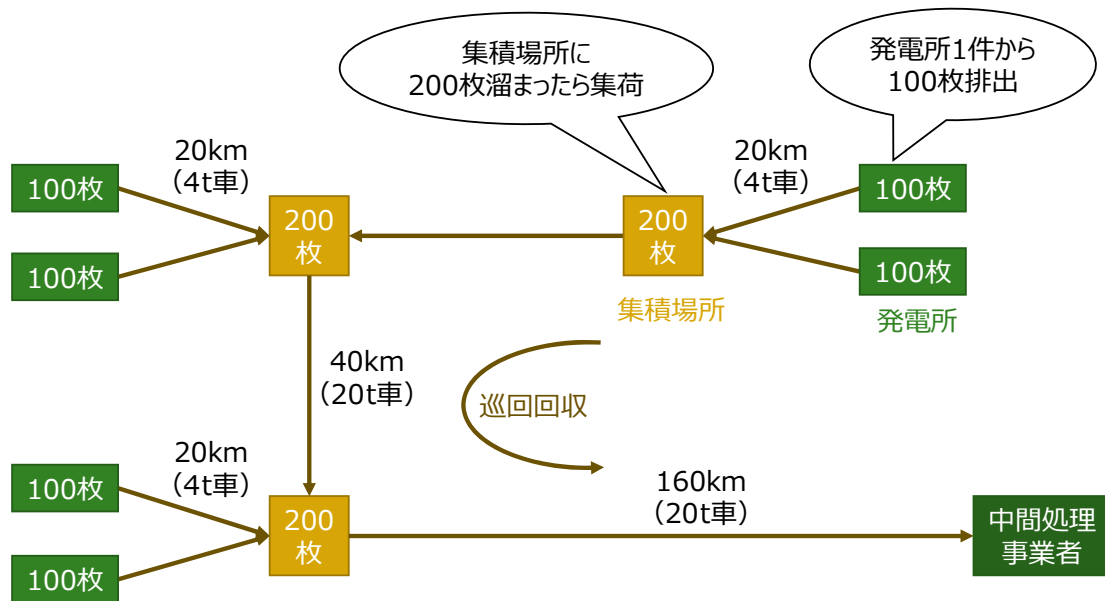 集積場所に
200枚溜まったら集荷
発電所1件から
100枚排出
20km
（4t車）
20km
（4t車）
100枚
100枚
200
枚
200
枚
100枚
100枚
集積場所
発電所
40km
（20t車）
巡回回収
20km
（4t車）
160km
（20t車）
100枚
100枚
200
枚
中間処理
事業者